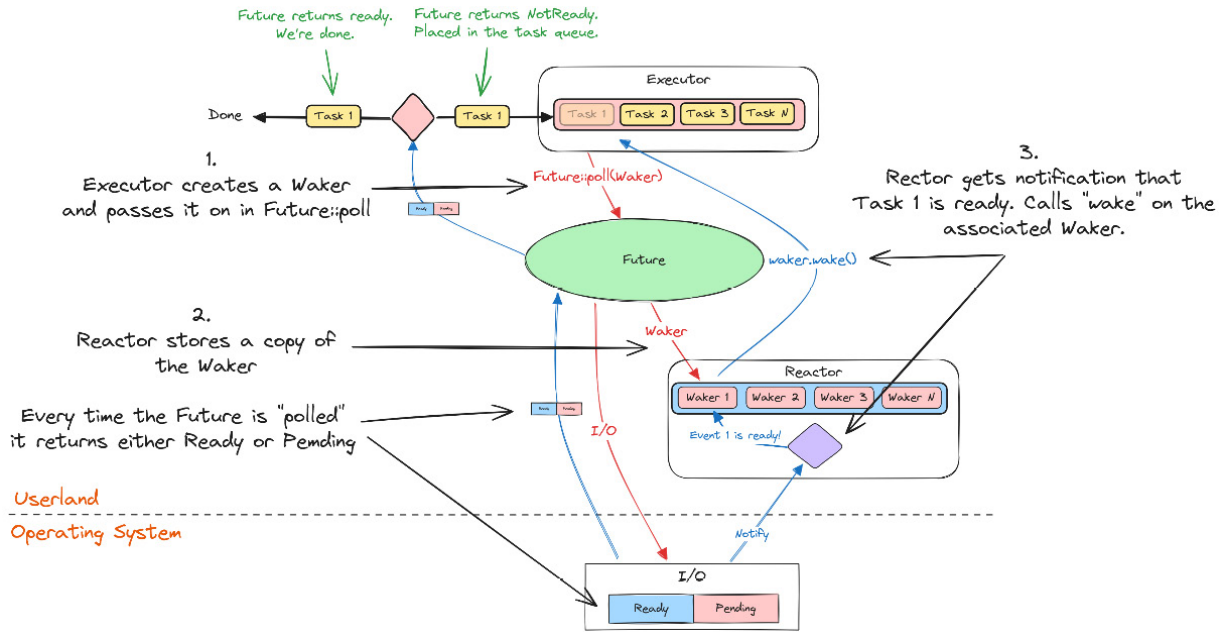 Future returns ready.
We're done.
Future returns NotReady.
Placed in the task queue.
Executor
Done
Task 1
Task 1
Task 1
Task 2
Task 3
Task N
1.
Executor creates a Waker
and passes it on in Future::poll
Future::poll(Waker)
Ready
Pending
3.
Rector gets notification that
Task 1 is ready. Calls "wake" on the
associated Waker.
Future
waker.wake()
2.
Reactor stores a copy of
the Waker
Waker
Reactor
Waker 1
Waker 2
Waker 3
Waker N
Every time the Future is "polled"
it returns either Ready or Pemding
Ready
Pending
I/O
Event 1 is ready!
Userland
Operating System
Notify
I/O
Ready
Pending